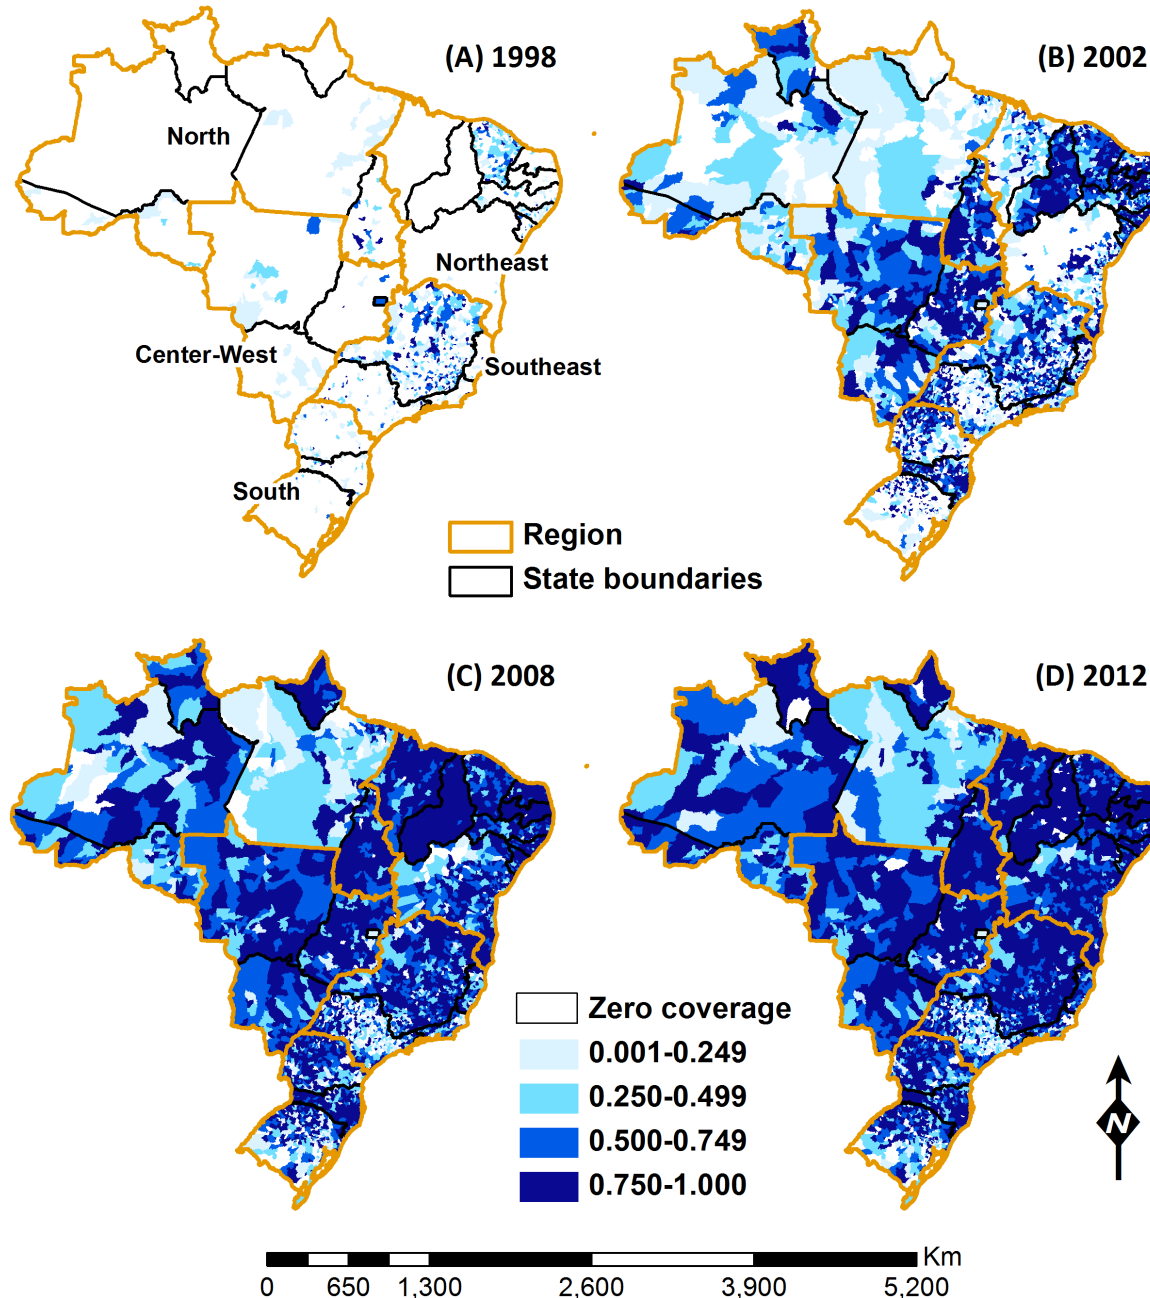 (A) 1998
(B) 2002
North
Northeast
Center-West
Southeast
South
Region
State boundaries
(C) 2008
(D) 2012
Zero coverage
0.001-0.249
0.250-0.499
0.500-0.749
0.750-1.000
N
Km
0 650 1,300 2,600 3,900 5,200